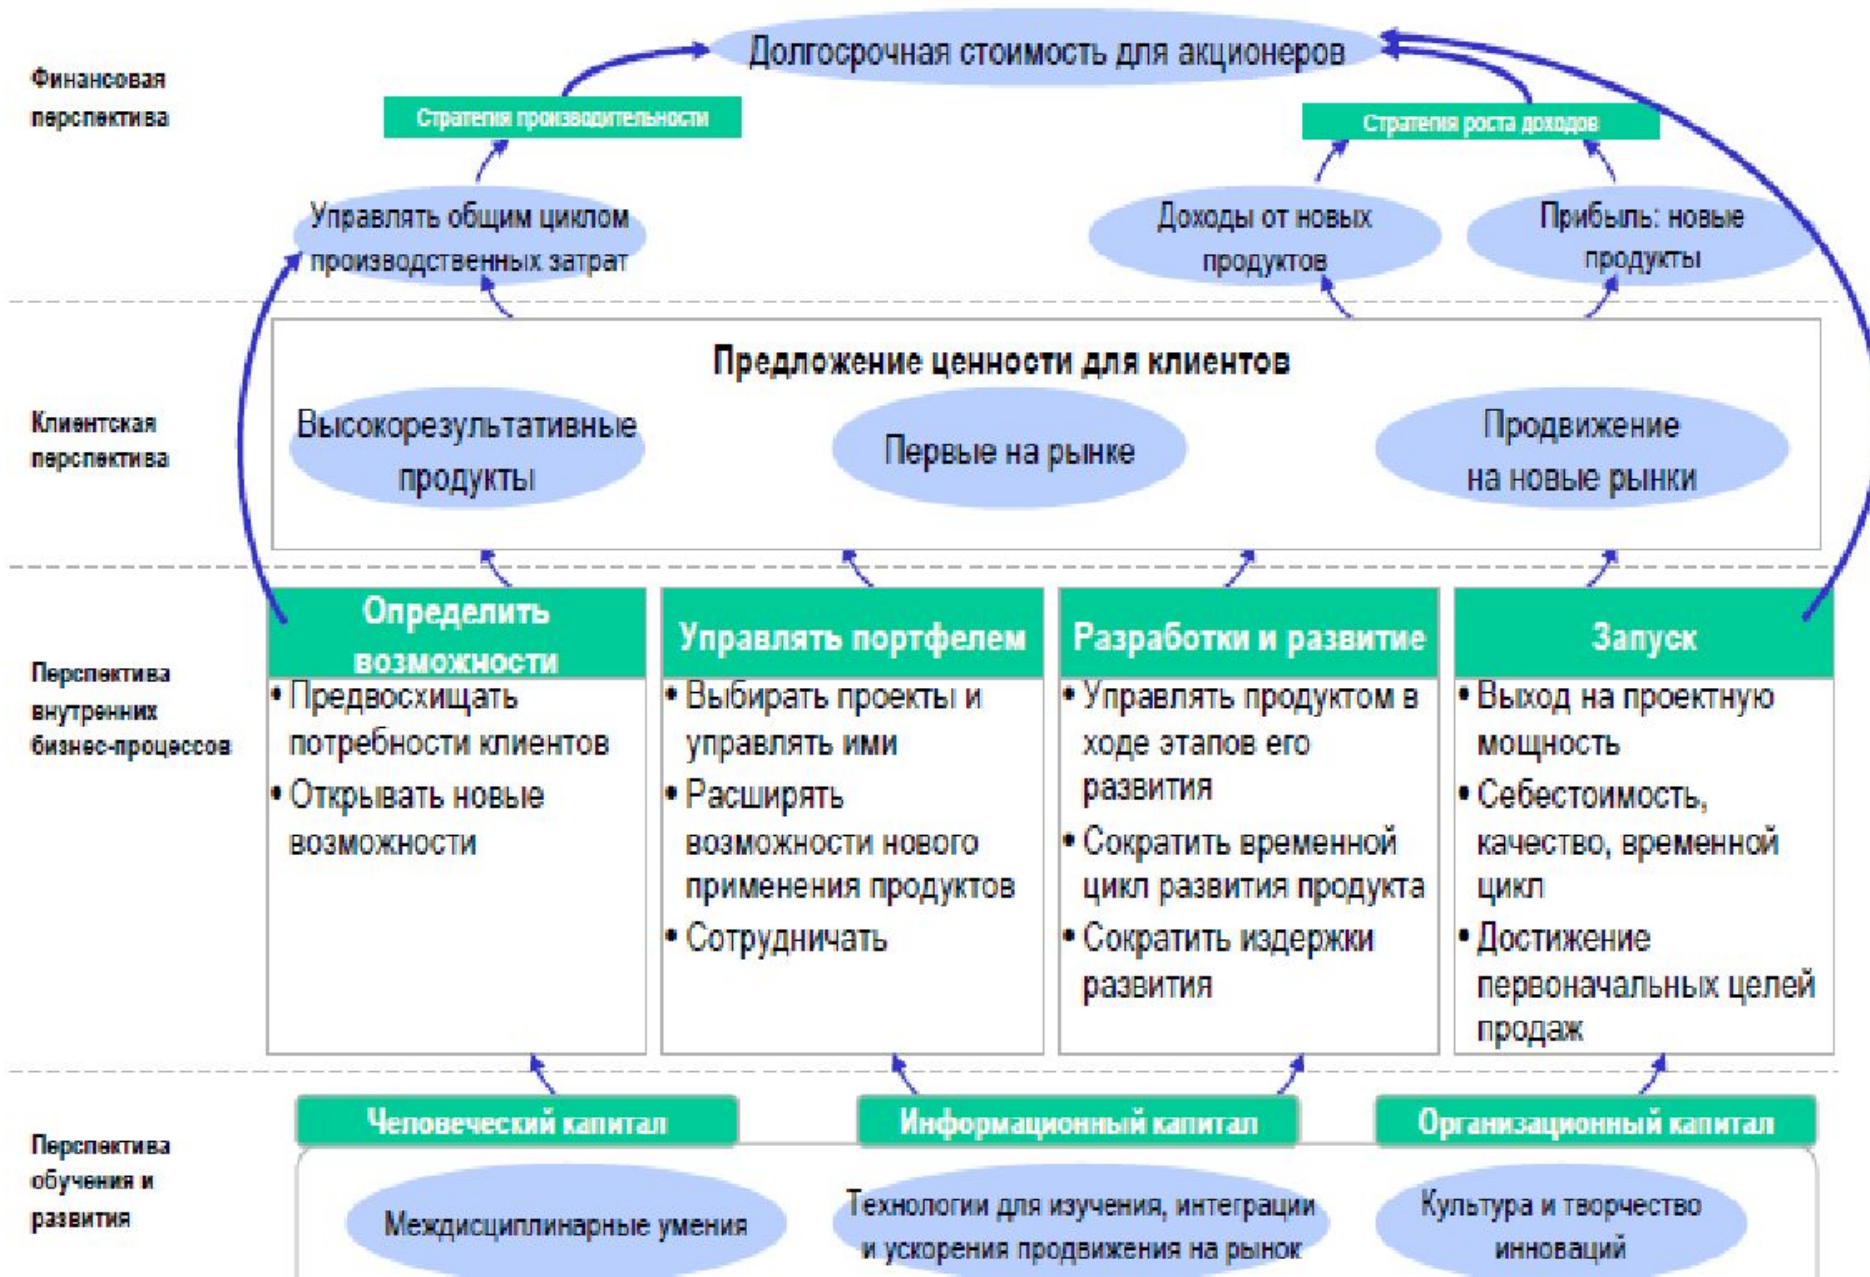 Финансовая
перспектива
Долгосрочная стоимость для акционеров
Стратегия производительности
Стратегия роста доходов
Управлять общим циклом
производственных затрат
Доходы от новых
продуктов
Прибыль: новые
продукты
Клиентская
перспектива
Предложение ценности для клиентов
Высокорезультативные
продукты
Первые на рынке
Продвижение
на новые рынки
Перспектива
внутренних
бизнес-процессов
Определить
возможности
• Предвосхищать
потребности клиентов
• Открывать новые
возможности
Управлять портфелем
• Выбирать проекты и
управлять ими
• Расширять
возможности нового
применения продуктов
• Сотрудничать
Разработки и развитие
• Управлять продуктом в
ходе этапов его
развития
• Сократить временной
цикл развития продукта
• Сократить издержки
развития
Запуск
• Выход на проектную
мощность
• Себестоимость,
качество, временной
цикл
• Достижение
первоначальных целей
продаж
Перспектива
обучения и
развития
Человеческий капитал
Междисциплинарные умения
Информационный капитал
Технологии для изучения, интеграции
и ускорения продвижения на рынок
Организационный капитал
Культура и творчество
инноваций